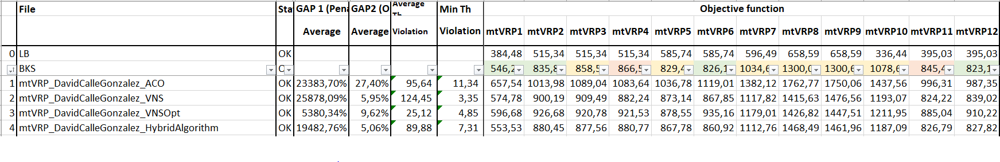 File Sta GAP 1 (Pena GAP2 (O Average Th Min Th Objective function
Average Average Violation Violation mtVRP1 mtVRP2 mtVRP3 mtVRP4 mtVRP5 mtVRP6 mtVRP7 mtVRP8 mtVRP9 mtVRP10 mtVRP11 mtVRP12
0 LB OK 384,48 515,34 515,34 515,34 585,74 585,74 596,49 658,59 658,59 336,44 395,03 395,03
BKS 546,2 835,8 858,5 866,5 829,4 826,1 1034,6 1300,0 1300,6 1078,6 845,4 823,1
1 mtVRP_DavidCalleGonzalez_ACO OK 23383,70% 27,40% 95,64 11,34 657,54 1013,98 1089,04 1083,64 1036,78 1119,01 1382,12 1762,77 1750,06 1437,56 996,31 987,35
2 mtVRP_DavidCalleGonzalez_VNS OK 25878,09% 5,95% 124,45 3,35 574,78 900,19 909,49 882,24 873,14 867,85 1117,82 1415,63 1476,56 1193,07 824,22 839,02
3 mtVRP_DavidCalleGonzalez_VNSOpt OK 5380,34% 9,62% 25,12 4,85 596,68 926,68 920,78 921,53 878,55 935,16 1179,01 1426,82 1447,51 1211,95 885,04 910,22
4 mtVRP_DavidCalleGonzalez_HybridAlgorithm OK 19482,76% 5,06% 89,88 7,31 553,53 880,45 877,56 880,77 867,78 860,92 1112,76 1468,49 1461,96 1187,09 826,79 827,82